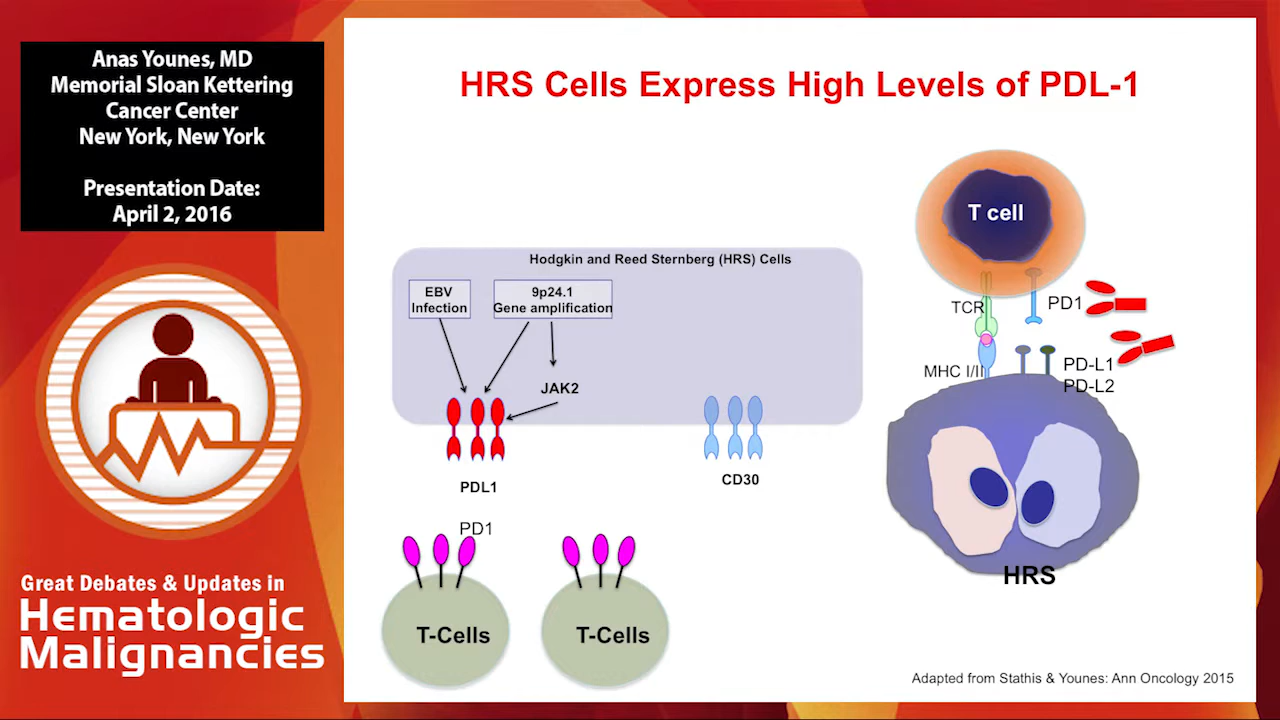 Anas Younes, MD
Memorial Sloan Kettering
Cancer Center
New York, New York
Presentation Date:
April 2, 2016
Great Debates & Updates in
Hematologic
Malignancies
HRS Cells Express High Levels of PDL-1
Hodgkin and Reed Sternberg (HRS) Cells
EBV
Infection
9p24.1
Gene amplification
JAK2
PDL1
CD30
PD1
T-Cells
T-Cells
T cell
TCR
PD1
MHC I/II
PD-L1
PD-L2
HRS
Adapted from Stathis & Younes: Ann Oncology 2015